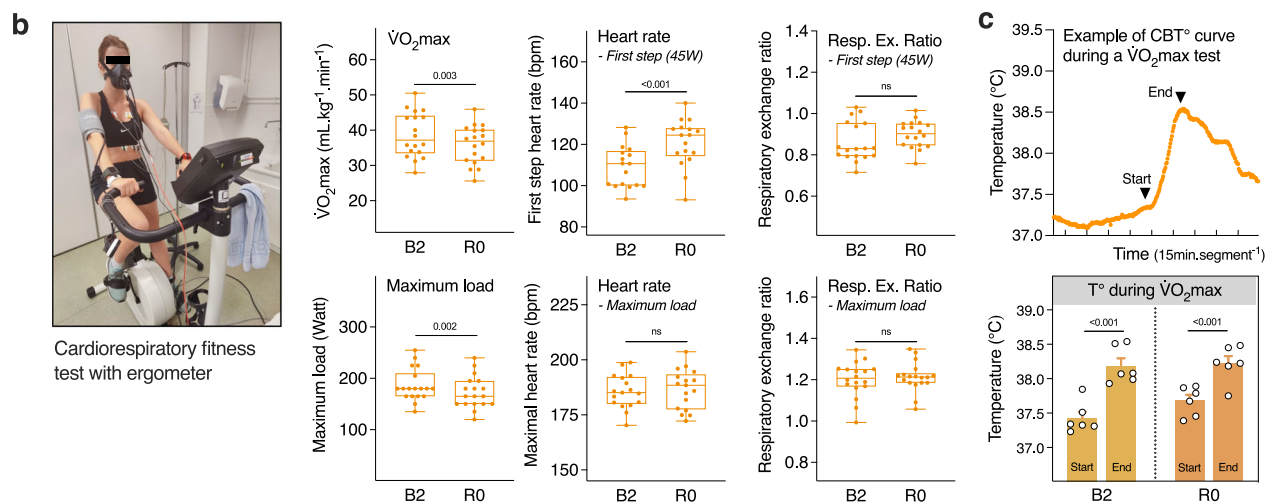 b
Cardiorespiratory fitness
test with ergometer
V̇O₂max
V̇O₂max (mL.kg⁻¹.min⁻¹)
60
50
40
30
20
0.003
B2 R0
Heart rate
- First step (45W)
First step heart rate (bpm)
160
140
120
100
80
<0.001
B2 R0
Resp. Ex. Ratio
- First step (45W)
Respiratory exchange ratio
1.4
1.2
1.0
0.8
0.6
ns
B2 R0
Maximum load
Maximum load (Watt)
300
200
100
0.002
B2 R0
Heart rate
- Maximum load
Maximal heart rate (bpm)
225
200
175
150
ns
B2 R0
Resp. Ex. Ratio
- Maximum load
Respiratory exchange ratio
1.6
1.4
1.2
1.0
0.8
ns
B2 R0
c
Example of CBT° curve
during a V̇O₂max test
Temperature (°C)
39.5
39.0
38.5
38.0
37.5
37.0
End
Start
Time (15min.segment⁻¹)
T° during V̇O₂max
Temperature (°C)
39.0
38.5
38.0
37.5
37.0
<0.001 <0.001
Start End Start End
B2 R0